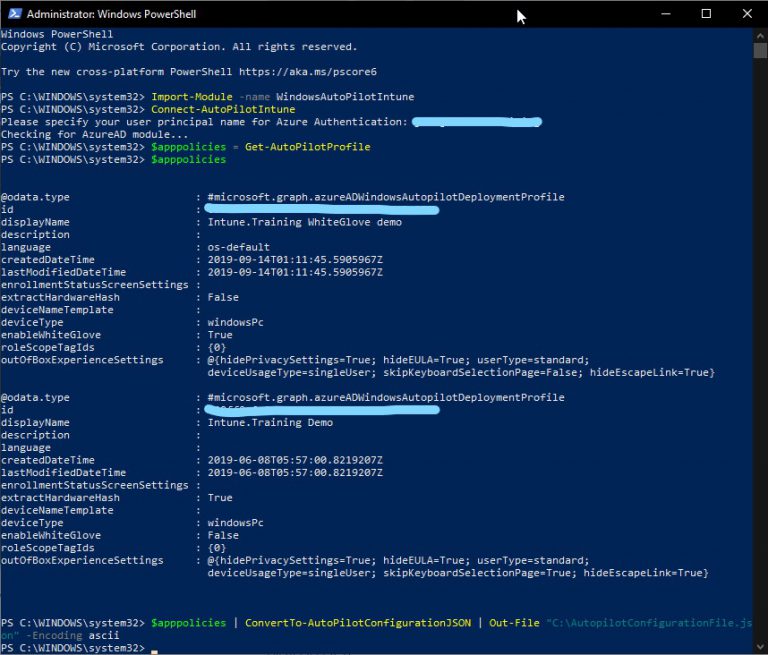 Administrator: Windows PowerShell
Windows PowerShell
Copyright (C) Microsoft Corporation. All rights reserved.
Try the new cross-platform PowerShell https://aka.ms/pscore6
PS C:\WINDOWS\system32> Import-Module -name WindowsAutoPilotIntune
PS C:\WINDOWS\system32> Connect-AutoPilotIntune
Please specify your user principal name for Azure Authentication:
Checking for AzureAD module...
PS C:\WINDOWS\system32> $apppolicies = Get-AutoPilotProfile
PS C:\WINDOWS\system32> $apppolicies
@odata.type : #microsoft.graph.azureADWindowsAutopilotDeploymentProfile
id :
displayName : Intune.Training WhiteGlove demo
description :
language : os-default
createdDateTime : 2019-09-14T01:11:45.5905967Z
lastModifiedDateTime : 2019-09-14T01:11:45.5905967Z
enrollmentStatusScreenSettings :
extractHardwareHash : False
deviceNameTemplate :
deviceType : windowsPc
enableWhiteGlove : True
roleScopeTagIds : {0}
outOfBoxExperienceSettings : @{hidePrivacySettings=True; hideEULA=True; userType=standard;
deviceUsageType=singleUser; skipKeyboardSelectionPage=False; hideEscapeLink=True}
@odata.type : #microsoft.graph.azureADWindowsAutopilotDeploymentProfile
id :
displayName : Intune.Training Demo
description :
language :
createdDateTime : 2019-06-08T05:57:00.8219207Z
lastModifiedDateTime : 2019-06-08T05:57:00.8219207Z
enrollmentStatusScreenSettings :
extractHardwareHash : True
deviceNameTemplate :
deviceType : windowsPc
enableWhiteGlove : False
roleScopeTagIds : {0}
outOfBoxExperienceSettings : @{hidePrivacySettings=True; hideEULA=True; userType=standard;
deviceUsageType=singleUser; skipKeyboardSelectionPage=True; hideEscapeLink=True}
PS C:\WINDOWS\system32> $apppolicies | ConvertTo-AutoPilotConfigurationJSON | Out-File "C:\AutopilotConfigurationFile.js
on" -Encoding ascii
PS C:\WINDOWS\system32>